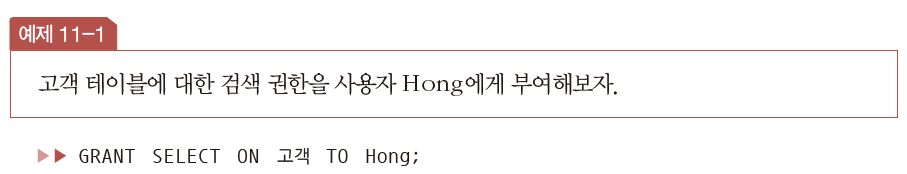 예제 11-1
고객 테이블에 대한 검색 권한을 사용자 Hong에게 부여해보자.
▶▶ GRANT SELECT ON 고객 TO Hong;